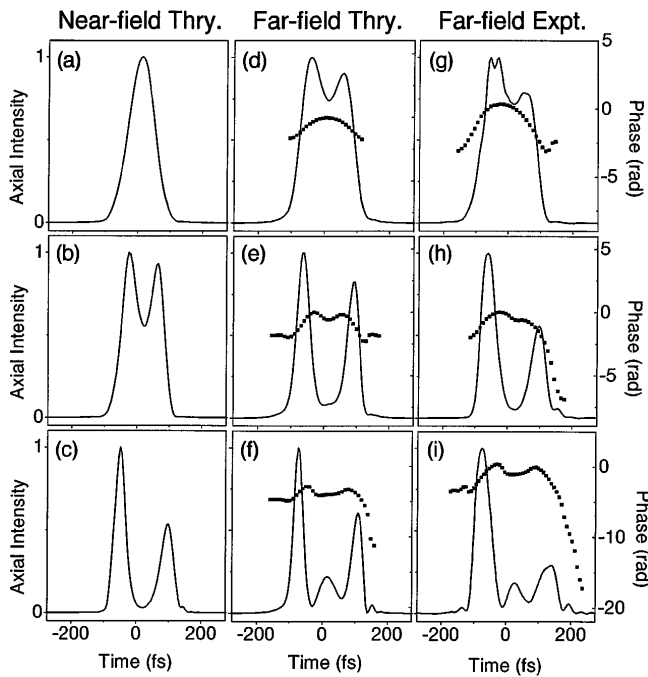 Near-field Thry. Far-field Thry. Far-field Expt.
(a) (d) (g)
1 5
0
-5
0
Axial Intensity Phase (rad)
(b) (e) (h)
1 5
0
-5
0
Axial Intensity Phase (rad)
(c) (f) (i)
1 0
-10
0 -20
Axial Intensity Phase (rad)
-200 0 200 -200 0 200 -200 0 200
Time (fs) Time (fs) Time (fs)